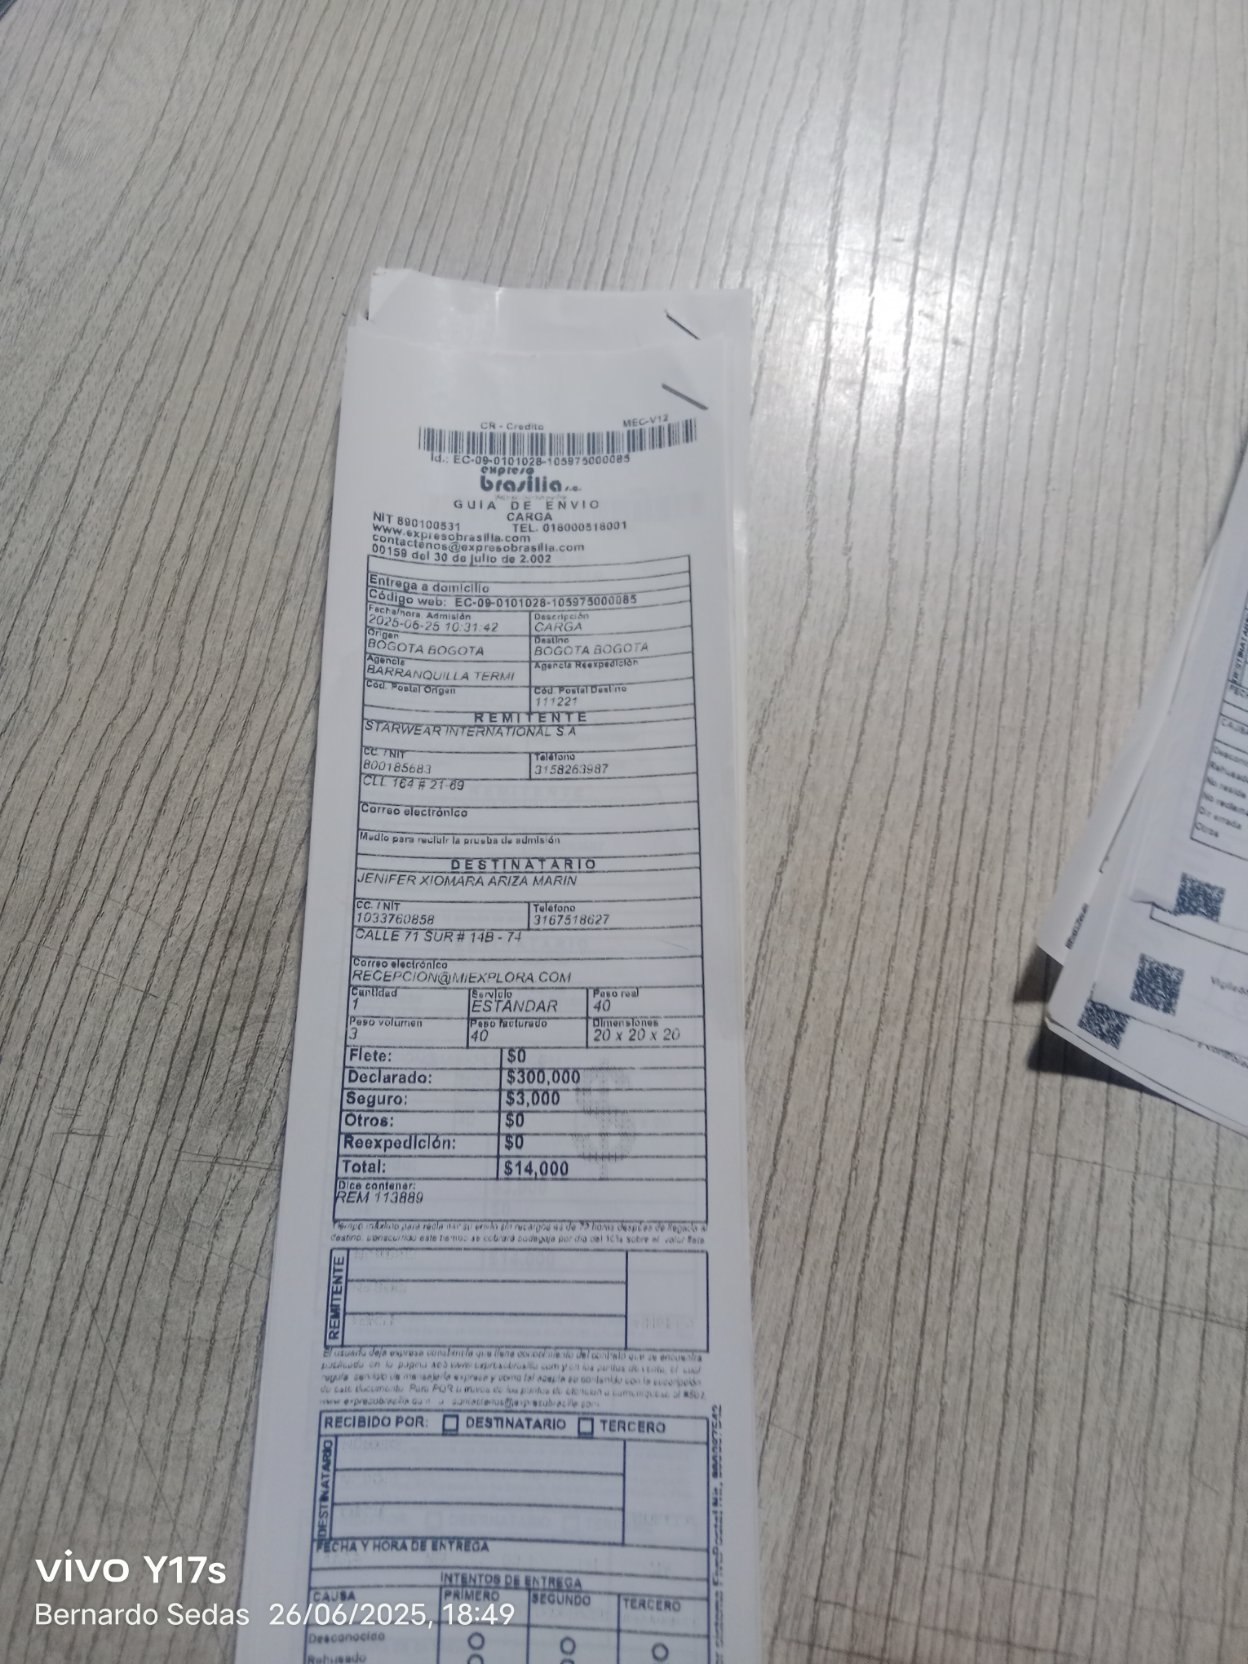 CR - Credito MEC-V12
Id.: EC-09-0101028-105975000085
expreso
brasilia s.a.
GUIA DE ENVIO
NIT 890100531 CARGA
www.expresobrasilia.com TEL. 018000518001
contactenos@expresobrasilia.com
00159 del 30 de julio de 2.002
Entrega a domicilio
Código web: EC-09-0101028-105975000085
Fecha/hora Admisión Descripción
2025-06-25 10:31:42 CARGA
Origen Destino
BOGOTA BOGOTA BOGOTA BOGOTA
Agencia Agencia Reexpedición
BARRANQUILLA TERMI
Cód. Postal Origen Cód. Postal Destino
111221
REMITENTE
STARWEAR INTERNATIONAL S A
CC. / NIT Teléfono
800185683 3158263987
CLL 164 # 21-69
Correo electrónico
Medio para recibir la prueba de admisión
DESTINATARIO
JENIFER XIOMARA ARIZA MARIN
CC. / NIT Teléfono
1033760858 3167518627
CALLE 71 SUR # 14B - 74
Correo electrónico
RECEPCION@MIEXPLORA.COM
Cantidad Servicio Peso real
1 ESTANDAR 40
Peso volumen Peso facturado Dimensiones
3 40 20 x 20 x 20
Flete: $0
Declarado: $300,000
Seguro: $3,000
Otros: $0
Reexpedición: $0
Total: $14,000
Dice contener:
REM 113889
REMITENTE
RECIBIDO POR: DESTINATARIO TERCERO
DESTINATARIO
FECHA Y HORA DE ENTREGA
INTENTOS DE ENTREGA
CAUSA PRIMERO SEGUNDO TERCERO
Desconocido
Rehusado
vivo Y17s
Bernardo Sedas 26/06/2025, 18:49